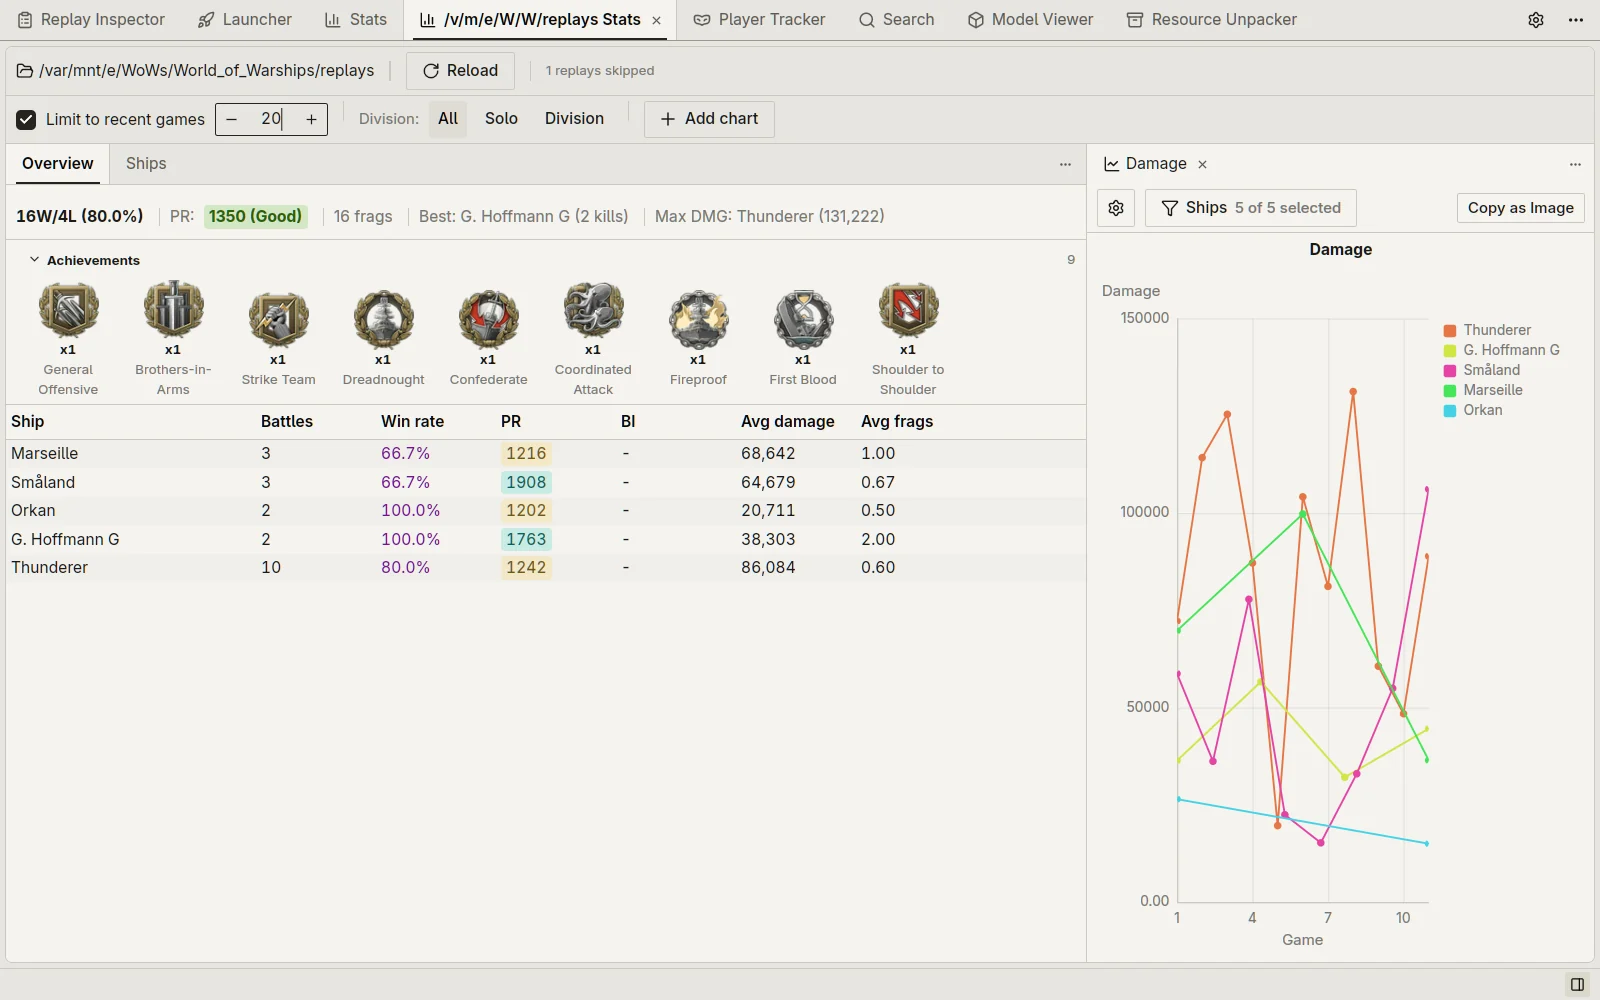 Replay Inspector
Launcher
Stats
/v/m/e/W/W/replays Stats
Player Tracker
Search
Model Viewer
Resource Unpacker
/var/mnt/e/WoWs/World_of_Warships/replays
Reload
1 replays skipped
Limit to recent games
− 20 +
Division:
All
Solo
Division
+ Add chart
Overview
Ships
16W/4L (80.0%)
PR: 1350 (Good)
16 frags
Best: G. Hoffmann G (2 kills)
Max DMG: Thunderer (131,222)
Achievements
9
x1
General
Offensive
x1
Brothers-in-
Arms
x1
Strike Team
x1
Dreadnought
x1
Confederate
x1
Coordinated
Attack
x1
Fireproof
x1
First Blood
x1
Shoulder to
Shoulder
Ship Battles Win rate PR BI Avg damage Avg frags
Marseille 3 66.7% 1216 - 68,642 1.00
Småland 3 66.7% 1908 - 64,679 0.67
Orkan 2 100.0% 1202 - 20,711 0.50
G. Hoffmann G 2 100.0% 1763 - 38,303 2.00
Thunderer 10 80.0% 1242 - 86,084 0.60
Damage
Ships 5 of 5 selected
Copy as Image
Damage
Damage
150000
100000
50000
0.00
1 4 7 10
Game
Thunderer
G. Hoffmann G
Småland
Marseille
Orkan